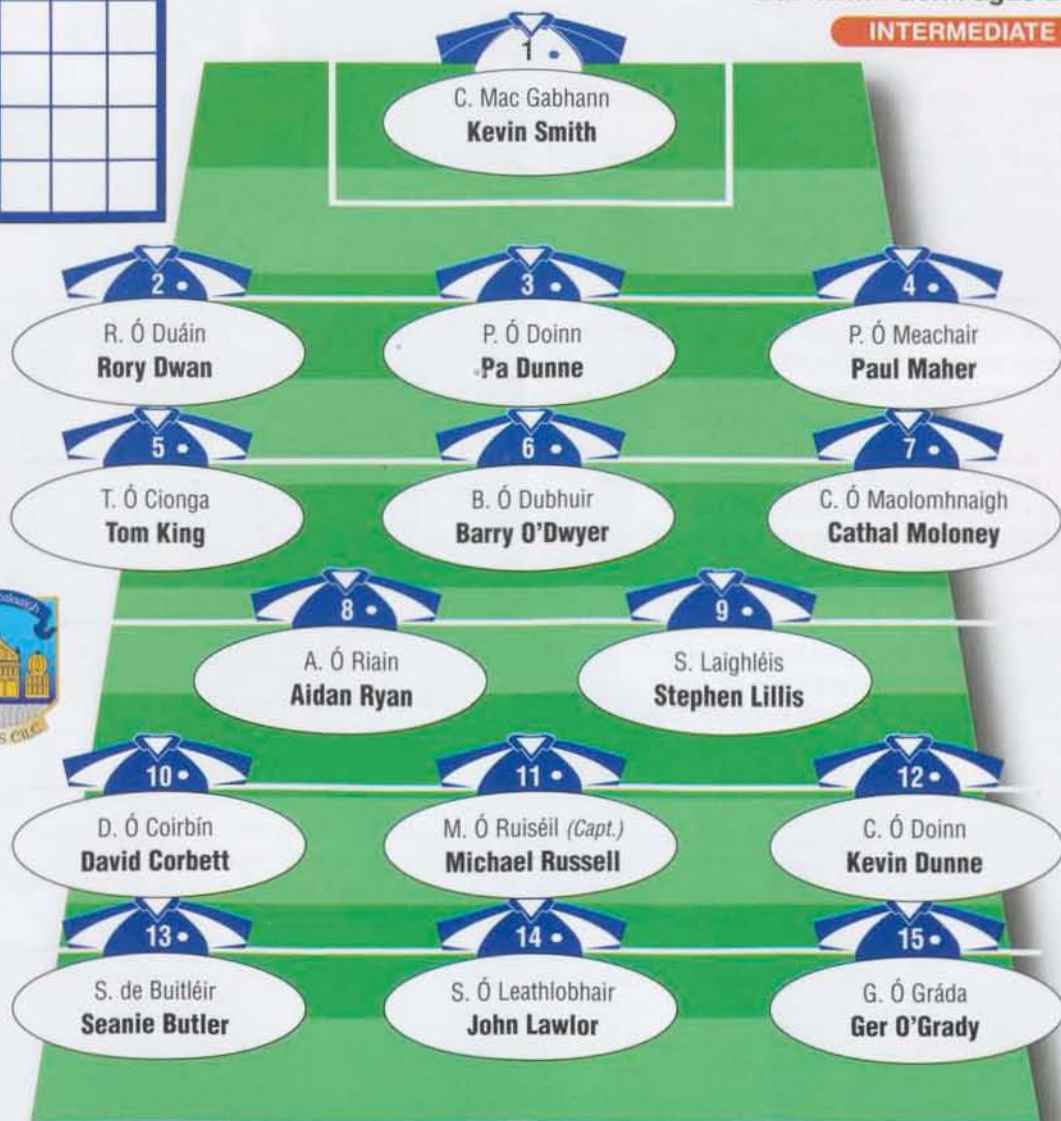 INTERMEDIATE
1
C. Mac Gabhann
Kevin Smith
2
R. Ó Duáin
Rory Dwan
3
P. Ó Doinn
Pa Dunne
4
P. Ó Meachair
Paul Maher
5
T. Ó Cionga
Tom King
6
B. Ó Dubhuir
Barry O'Dwyer
7
C. Ó Maolomhnaigh
Cathal Moloney
8
A. Ó Riain
Aidan Ryan
9
S. Laighléis
Stephen Lillis
10
D. Ó Coirbín
David Corbett
11
M. Ó Ruiséil (Capt.)
Michael Russell
12
C. Ó Doinn
Kevin Dunne
13
S. de Buitléir
Seanie Butler
14
S. Ó Leathlobhair
John Lawlor
15
G. Ó Gráda
Ger O'Grady